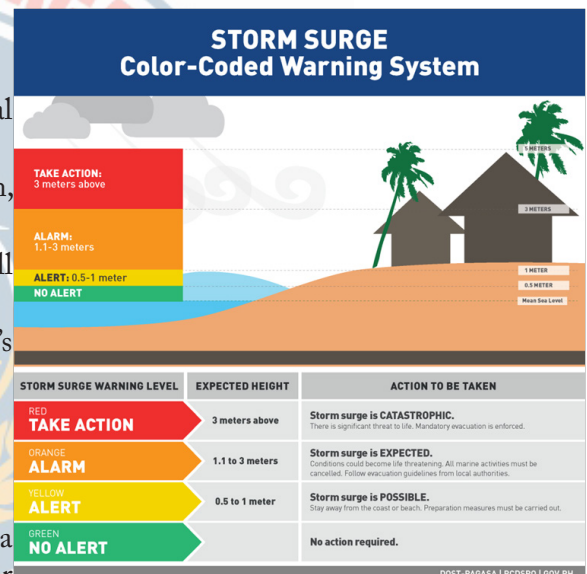 STORM SURGE
Color-Coded Warning System
al
n,
ll
's
a
r
TAKE ACTION:
3 meters above
ALARM:
1.1-3 meters
ALERT: 0.5-1 meter
NO ALERT
5 METERS
3 METERS
1 METER
0.5 METER
Mean Sea Level
STORM SURGE WARNING LEVEL EXPECTED HEIGHT ACTION TO BE TAKEN
RED
TAKE ACTION
3 meters above
Storm surge is CATASTROPHIC.
There is significant threat to life. Mandatory evacuation is enforced.
ORANGE
ALARM
1.1 to 3 meters
Storm surge is EXPECTED.
Conditions could become life threatening. All marine activities must be
cancelled. Follow evacuation guidelines from local authorities.
YELLOW
ALERT
0.5 to 1 meter
Storm surge is POSSIBLE.
Stay away from the coast or beach. Preparation measures must be carried out.
GREEN
NO ALERT
No action required.